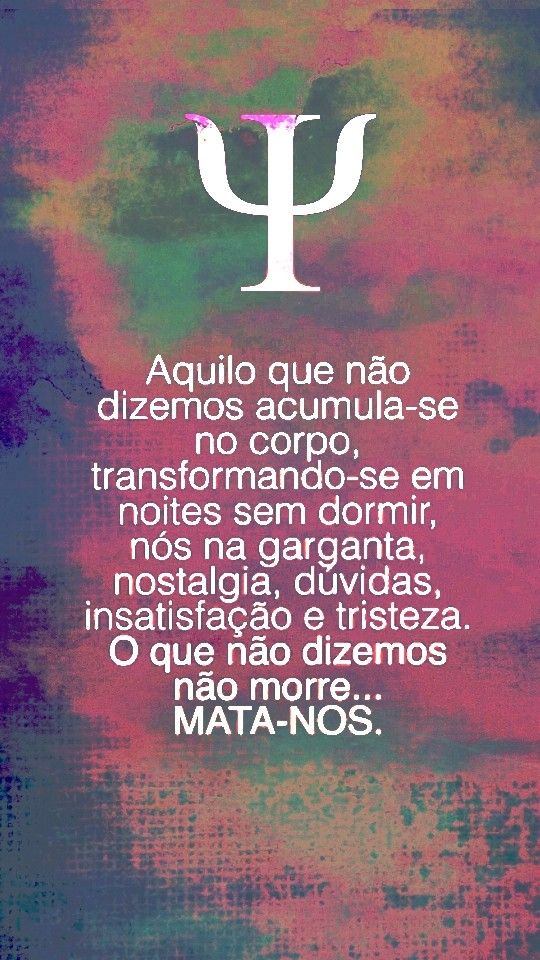 Ψ
Aquilo que não
dizemos acumula-se
no corpo,
transformando-se em
noites sem dormir,
nós na garganta,
nostalgia, dúvidas,
insatisfação e tristeza.
O que não dizemos
não morre...
MATA-NOS.